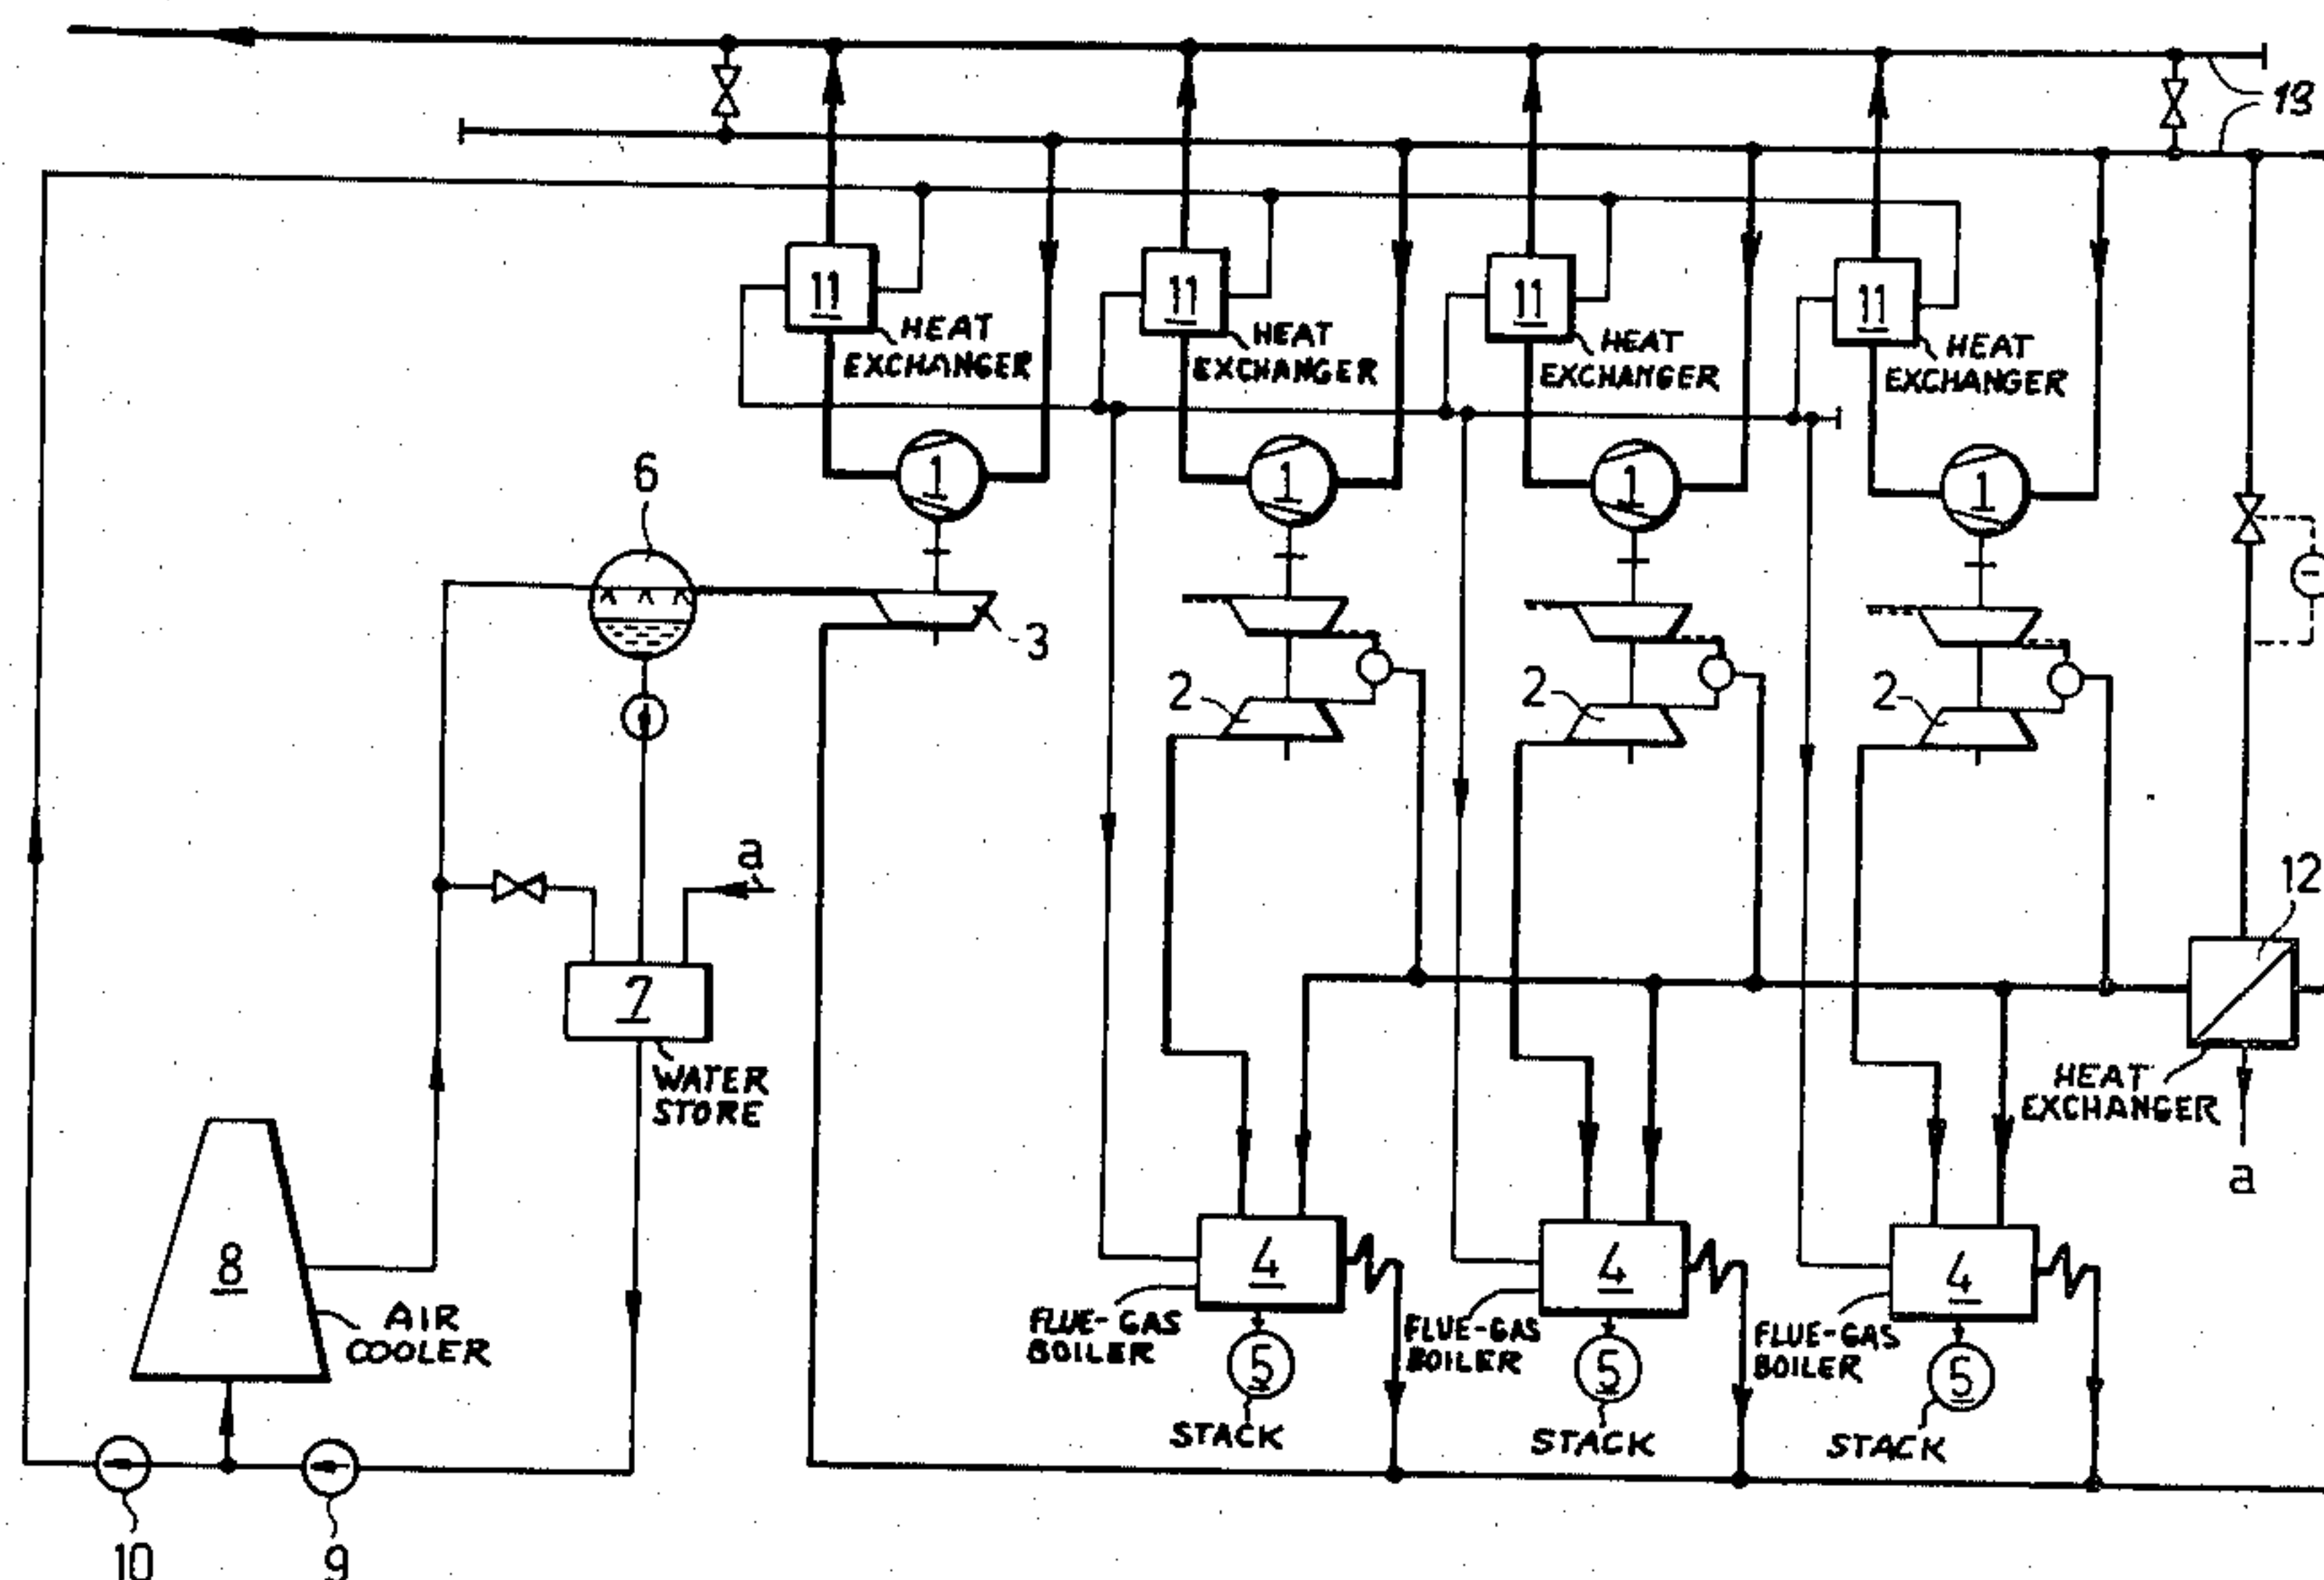 13
11
11
11
11
HEAT
EXCHANGER
HEAT
EXCHANGER
HEAT
EXCHANGER
HEAT
EXCHANGER
1
1
1
1
6
3
2
2
2
a
12
7
WATER
STORE
HEAT
EXCHANGER
a
8
AIR
COOLER
4
4
4
FLUE-GAS
BOILER
FLUE-GAS
BOILER
FLUE-GAS
BOILER
5
5
5
STACK
STACK
STACK
10
9